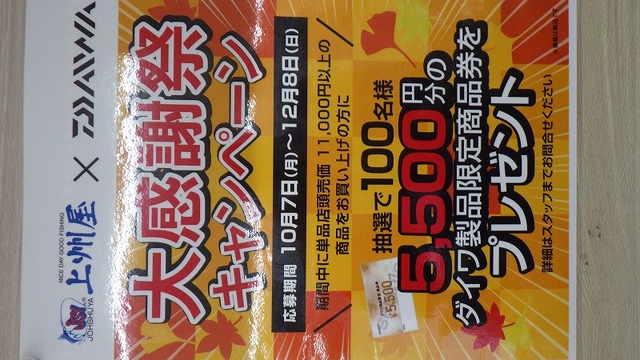 NICE DAY GOOD FISHING
JOHSHUYA
上州屋 × DAIWA
大感謝祭
キャンペーン
応募期間 10月7日(月)~12月8日(日)
期間中に単品店頭売価 11,000円以上の
商品をお買い上げの方に
抽選で100名様
5,500円分の
ダイワ製品限定商品券を
プレゼント
¥5,500
詳細はスタッフまでお問合せください